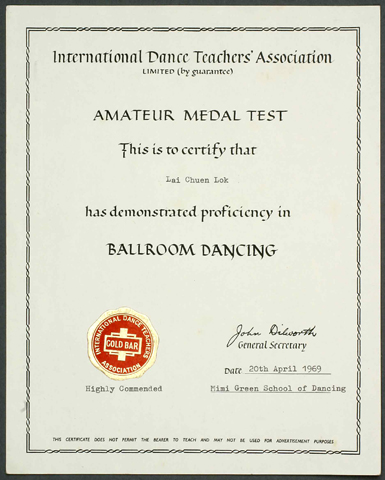 International Dance Teachers' Association
LIMITED (by guarantee)
AMATEUR MEDAL TEST
This is to certify that
Lai Chuen Lok
has demonstrated proficiency in
BALLROOM DANCING
INTERNATIONAL DANCE TEACHERS
GOLD BAR
ASSOCIATION
John Dilworth
General Secretary
Date 20th April 1969
Highly Commended
Mimi Green School of Dancing
THIS CERTIFICATE DOES NOT PERMIT THE BEARER TO TEACH AND MAY NOT BE USED FOR ADVERTISEMENT PURPOSES